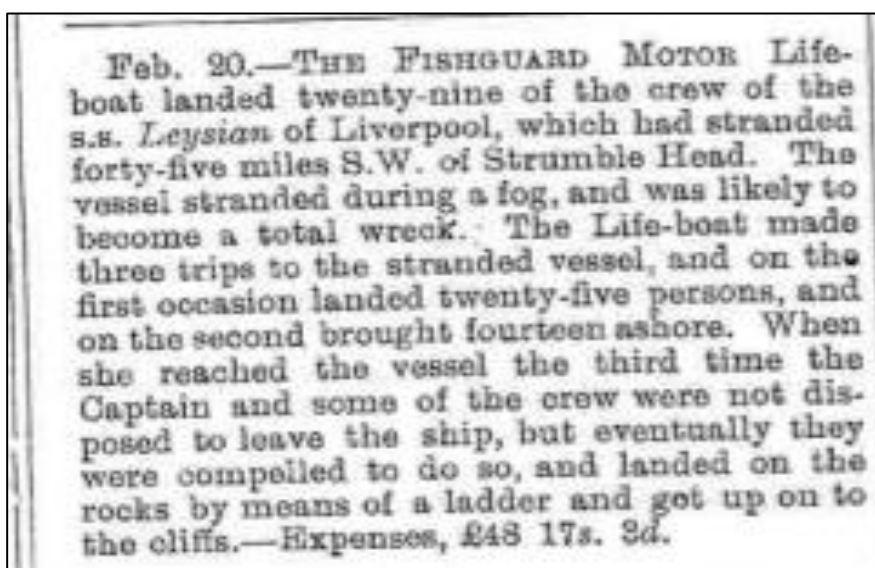 Feb. 20.—THE FISHGUARD MOTOR Life-
boat landed twenty-nine of the crew of the
s.s. Leysian of Liverpool, which had stranded
forty-five miles S.W. of Strumble Head. The
vessel stranded during a fog, and was likely to
become a total wreck. The Life-boat made
three trips to the stranded vessel, and on the
first occasion landed twenty-five persons, and
on the second brought fourteen ashore. When
she reached the vessel the third time the
Captain and some of the crew were not dis-
posed to leave the ship, but eventually they
were compelled to do so, and landed on the
rocks by means of a ladder and got up on to
the cliffs.—Expenses, £48 17s. 3d.